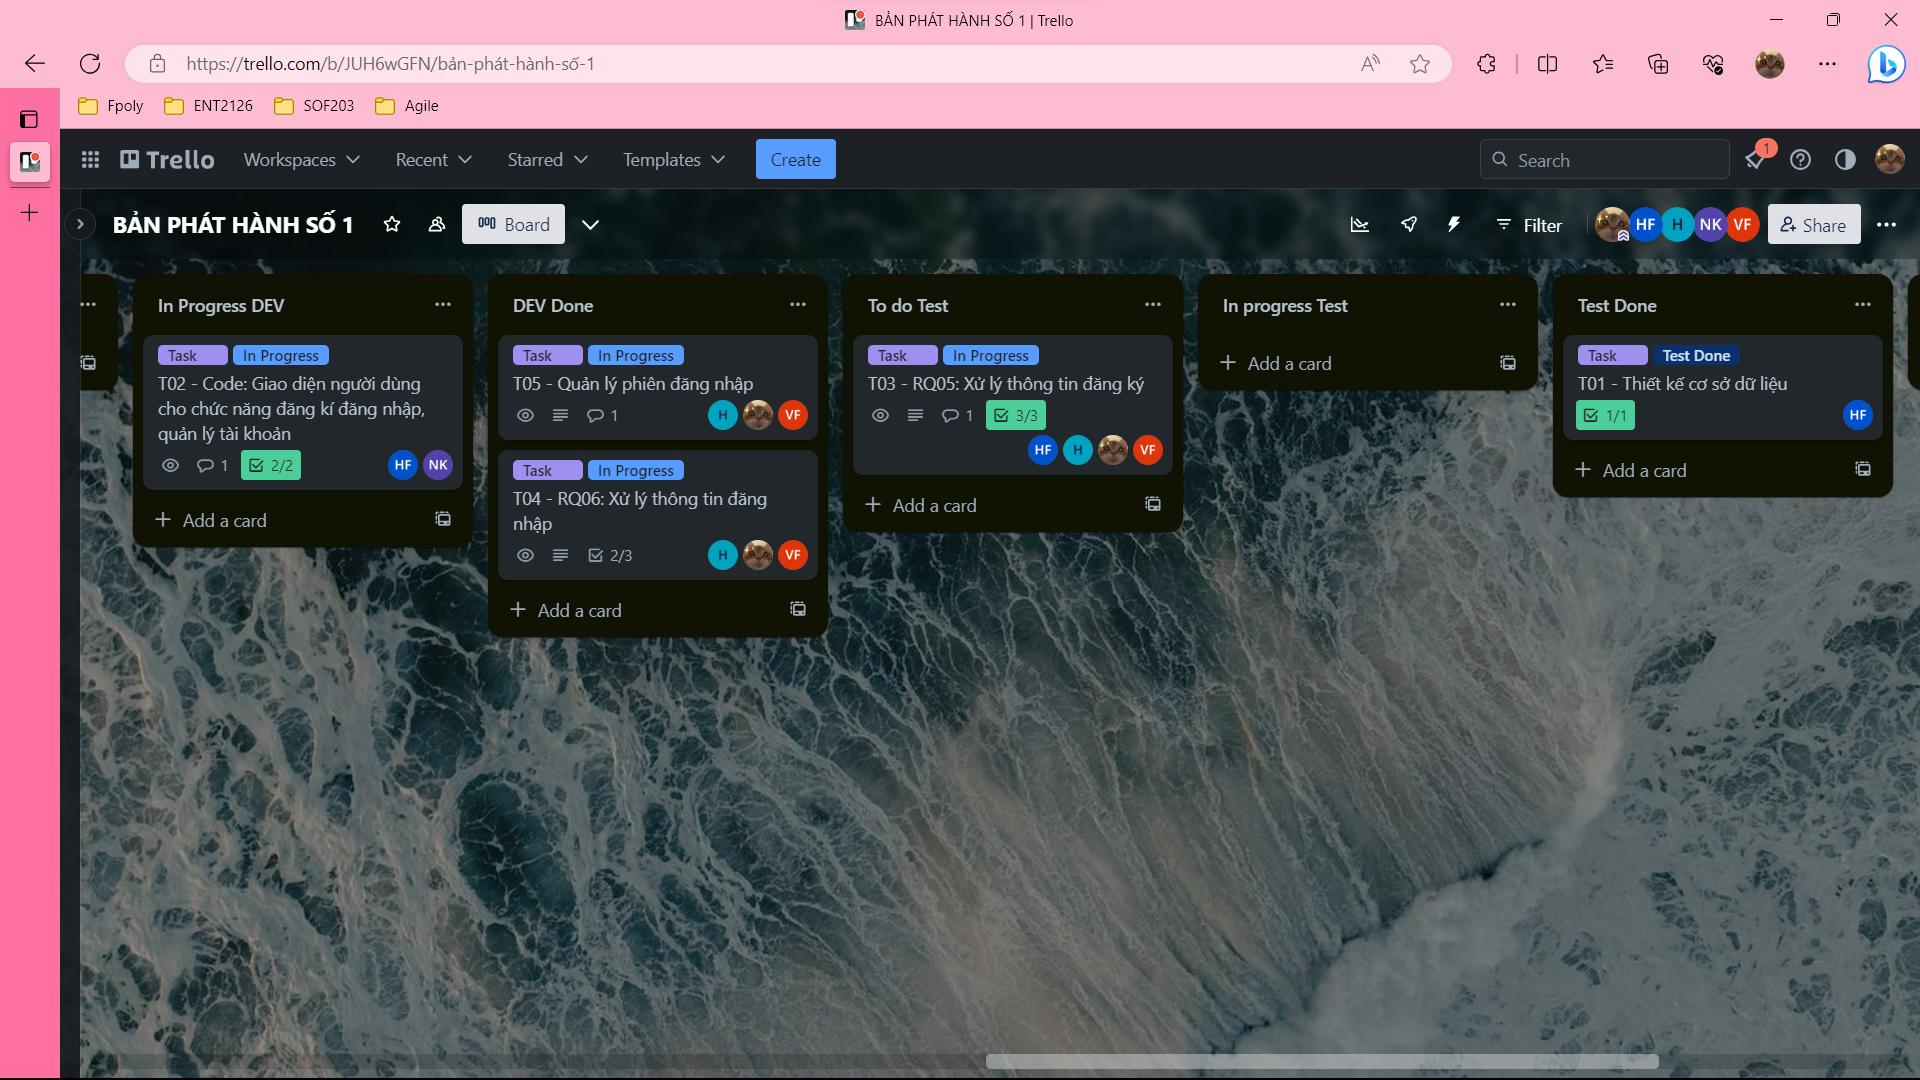 BẢN PHÁT HÀNH SỐ 1 | Trello
https://trello.com/b/JUH6wGFN/bản-phát-hành-số-1
Fpoly ENT2126 SOF203 Agile
Trello Workspaces Recent Starred Templates Create Search 1
BẢN PHÁT HÀNH SỐ 1 Board Filter HF H NK VF Share
In Progress DEV
Task In Progress
T02 - Code: Giao diện người dùng
cho chức năng đăng kí đăng nhập,
quản lý tài khoản
1 2/2 HF NK
Add a card
DEV Done
Task In Progress
T05 - Quản lý phiên đăng nhập
1 H VF
Task In Progress
T04 - RQ06: Xử lý thông tin đăng
nhập
2/3 H VF
Add a card
To do Test
Task In Progress
T03 - RQ05: Xử lý thông tin đăng ký
1 3/3
HF H VF
Add a card
In progress Test
Add a card
Test Done
Task Test Done
T01 - Thiết kế cơ sở dữ liệu
1/1 HF
Add a card